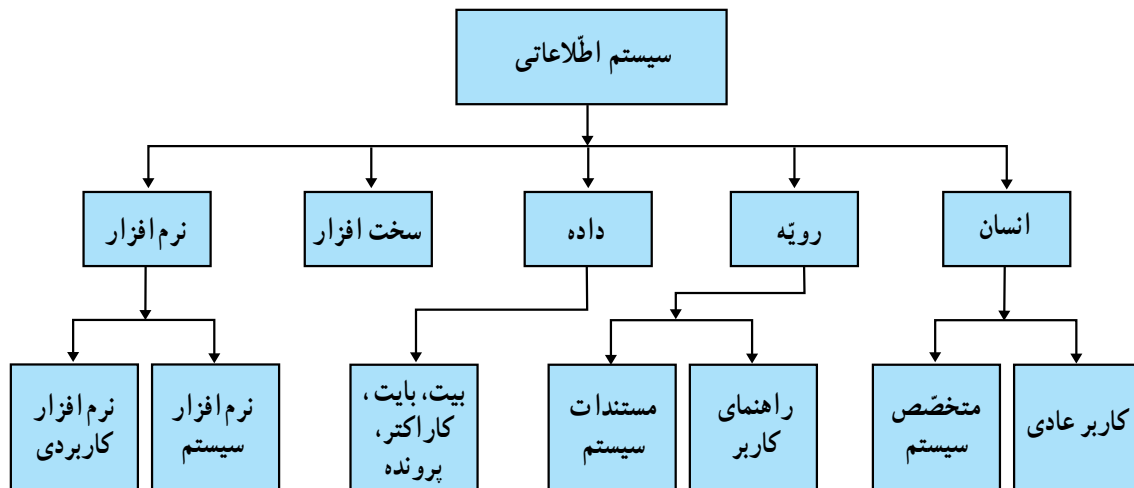 سیستم اطّلاعاتی
انسان
رویّه
داده
سخت افزار
نرم افزار
کاربر عادی
متخصّص
سیستم
راهنمای
کاربر
مستندات
سیستم
بیت، بایت،
کاراکتر،
پرونده
نرم افزار
سیستم
نرم افزار
کاربردی